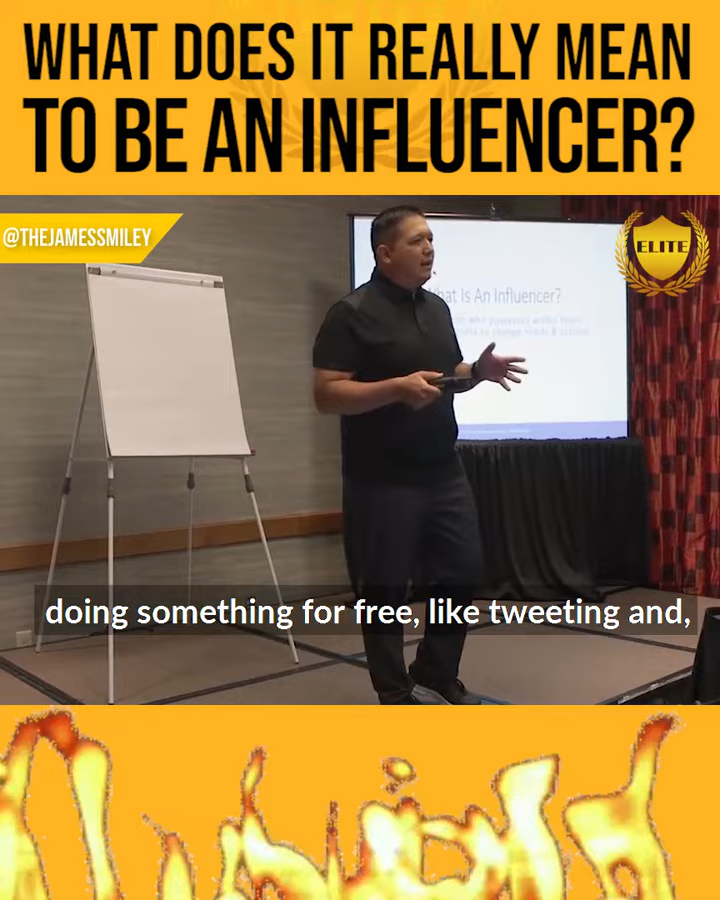 WHAT DOES IT REALLY MEAN
TO BE AN INFLUENCER?
@THEJAMESSMILEY
ELITE
What Is An Influencer?
doing something for free, like tweeting and,